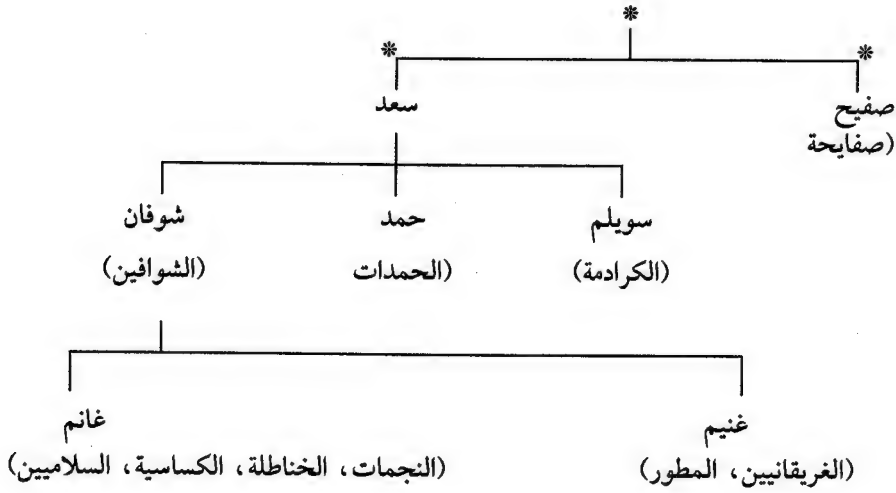 صفيح
(صفايحة
سعد
سويلم
(الكرادمة)
حمد
(الحمدات
شوفان
(الشوافين)
غنيم
(الغريقانيين، المطور)
غانم
(النجمات، الخناطلة، الكساسية، السلاميين)